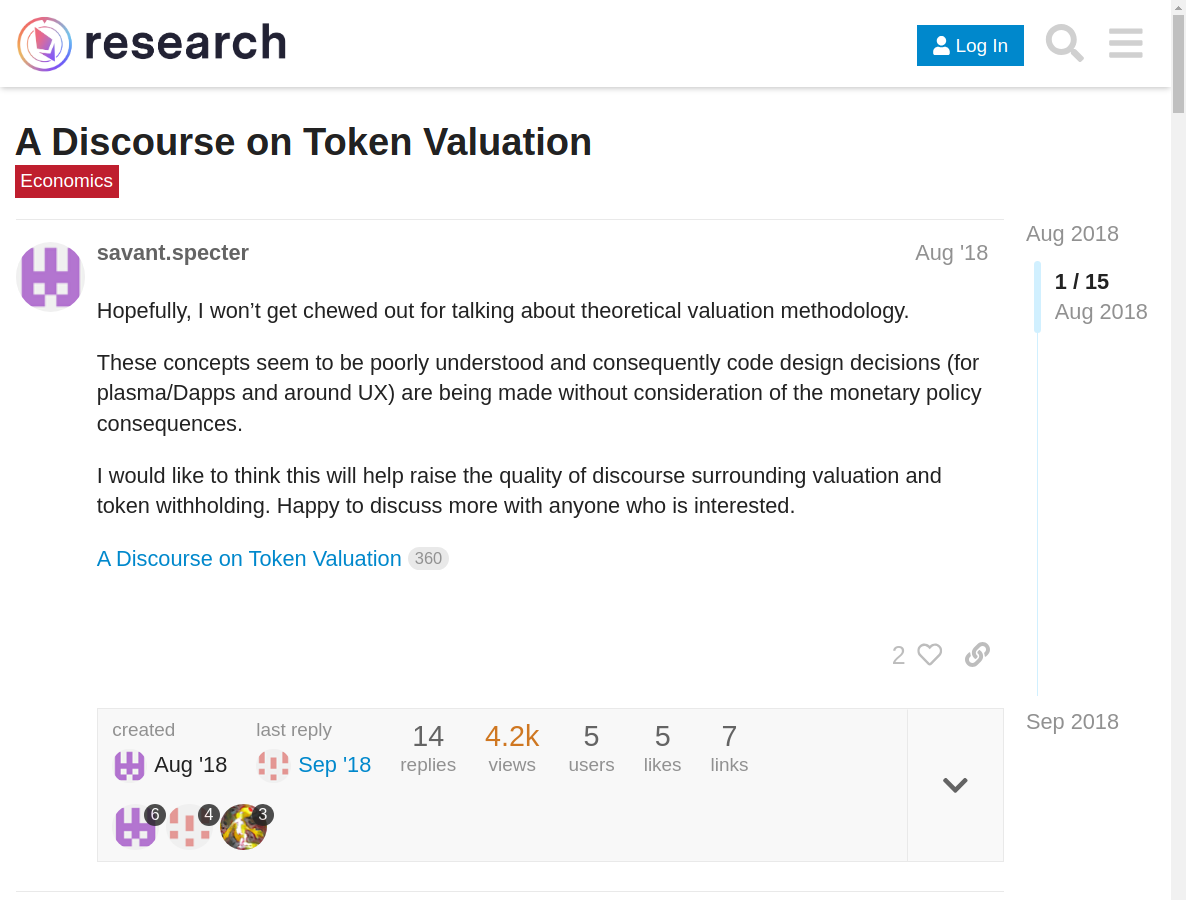 research
Log In
A Discourse on Token Valuation
Economics
savant.specter
Aug '18
Aug 2018
1 / 15
Aug 2018
Hopefully, I won’t get chewed out for talking about theoretical valuation methodology.
These concepts seem to be poorly understood and consequently code design decisions (for
plasma/Dapps and around UX) are being made without consideration of the monetary policy
consequences.
I would like to think this will help raise the quality of discourse surrounding valuation and
token withholding. Happy to discuss more with anyone who is interested.
A Discourse on Token Valuation 360
2
Sep 2018
created
Aug '18
last reply
Sep '18
14
replies
4.2k
views
5
users
5
likes
7
links
6
4
3